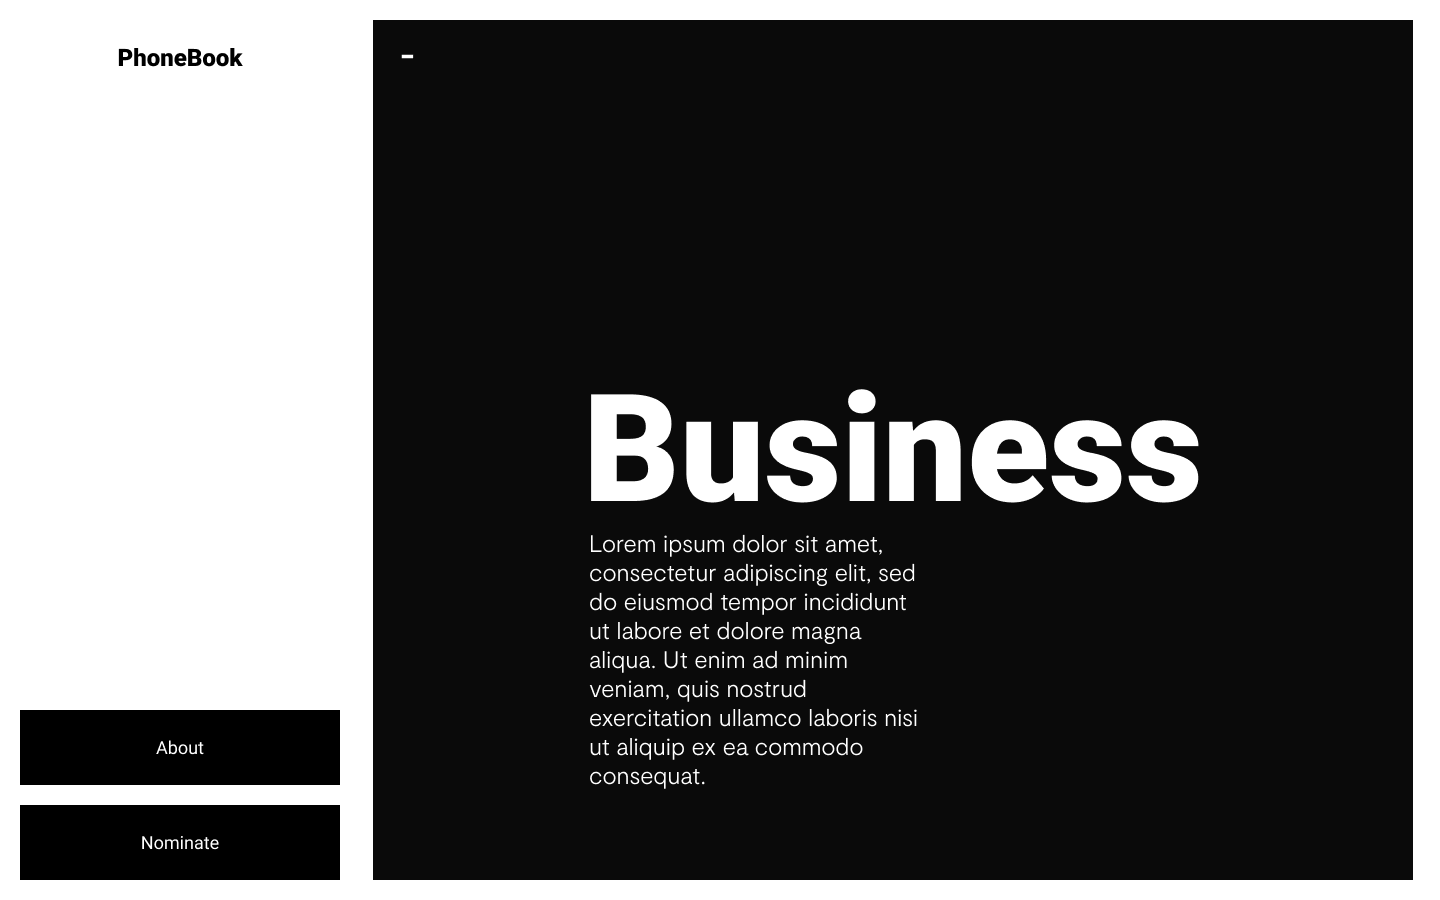 PhoneBook
-
Business
Lorem ipsum dolor sit amet,
consectetur adipiscing elit, sed
do eiusmod tempor incididunt
ut labore et dolore magna
aliqua. Ut enim ad minim
veniam, quis nostrud
exercitation ullamco laboris nisi
ut aliquip ex ea commodo
consequat.
About
Nominate